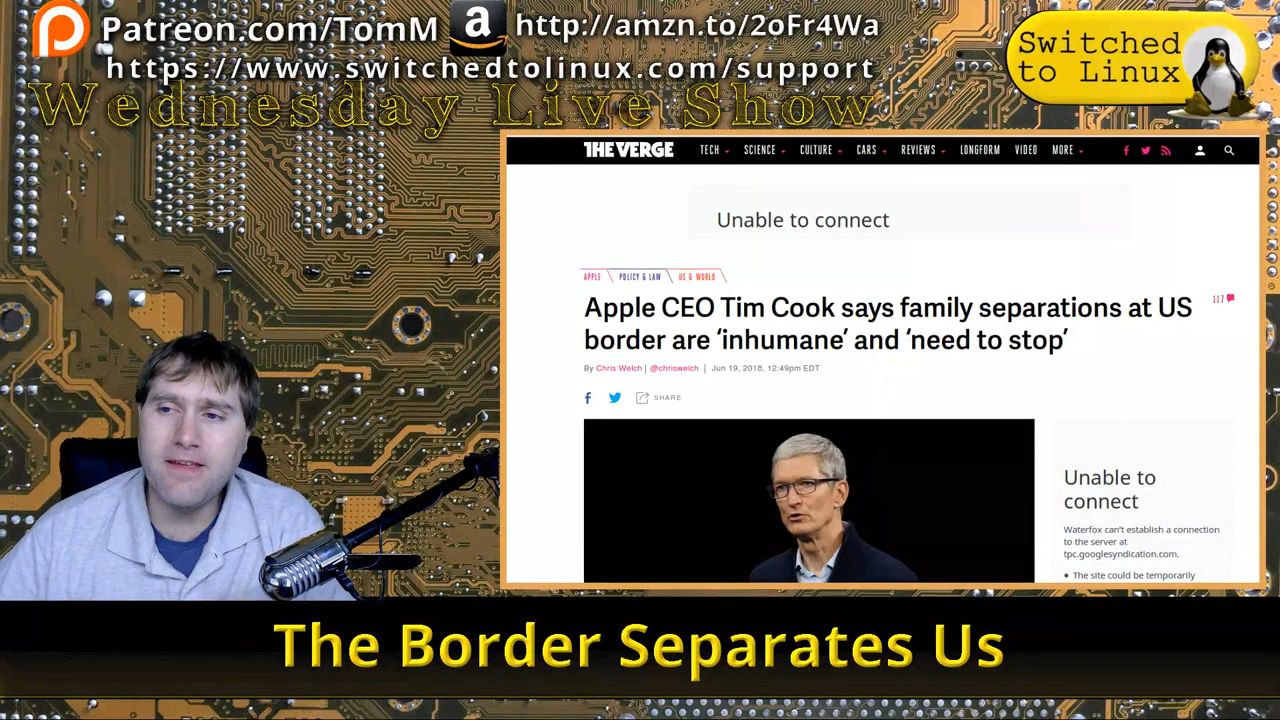 Patreon.com/TomM
a
http://amzn.to/2oFr4Wa
https://www.switchedtolinux.com/support
Wednesday Live Show
Switched
to Linux
THE VERGE
TECH
SCIENCE
CULTURE
CARS
REVIEWS
LONGFORM
VIDEO
MORE
Unable to connect
APPLE
POLICY & LAW
US & WORLD
Apple CEO Tim Cook says family separations at US
border are ‘inhumane’ and ‘need to stop’
117
By Chris Welch | @chriswelch | Jun 19, 2018, 12:49pm EDT
SHARE
Unable to
connect
Waterfox can't establish a connection
to the server at
tpc.googlesyndication.com.
• The site could be temporarily
The Border Separates Us